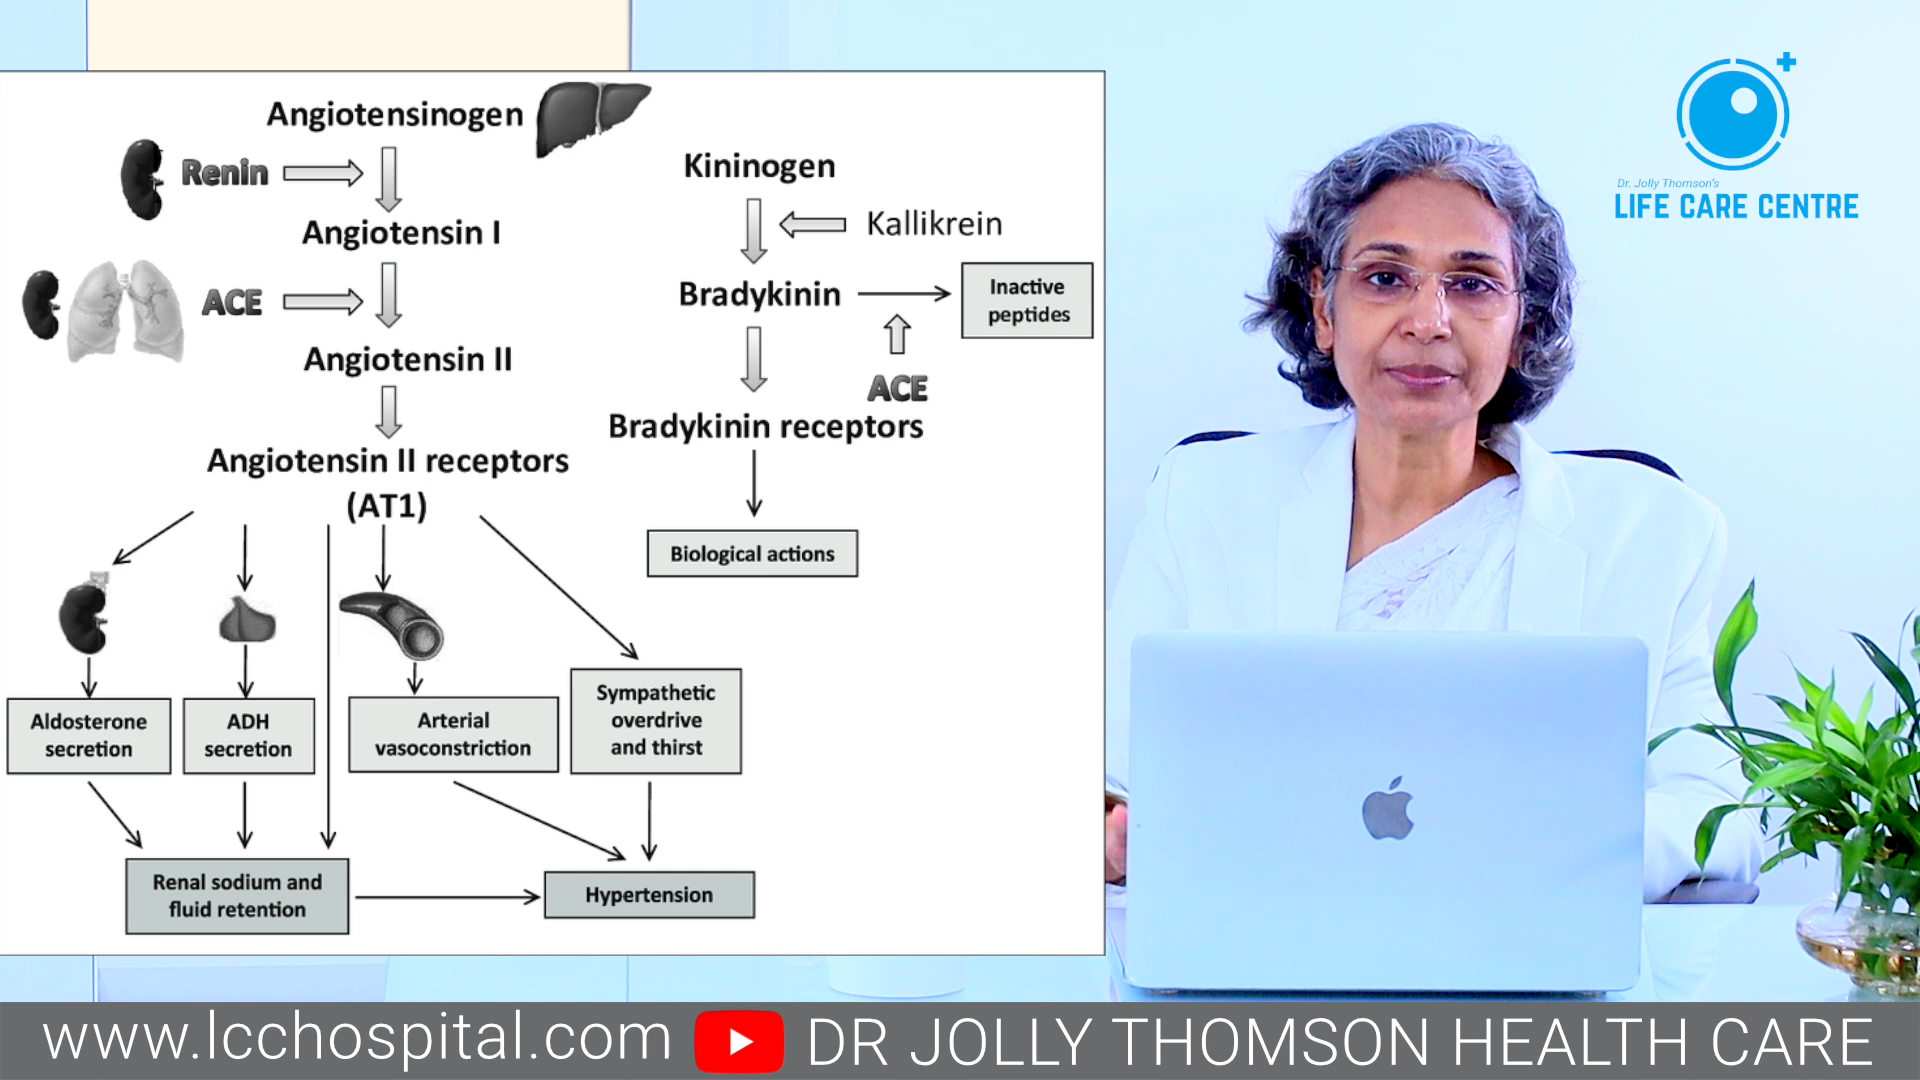 Angiotensinogen
Renin
Angiotensin I
ACE
Angiotensin II
Angiotensin II receptors
(AT1)
Aldosterone
secretion
ADH
secretion
Arterial
vasoconstriction
Sympathetic
overdrive
and thirst
Renal sodium and
fluid retention
Hypertension
Kininogen
Kallikrein
Bradykinin
Inactive
peptides
ACE
Bradykinin receptors
Biological actions
Dr. Jolly Thomson's
LIFE CARE CENTRE
www.lcchospital.com
DR JOLLY THOMSON HEALTH CARE